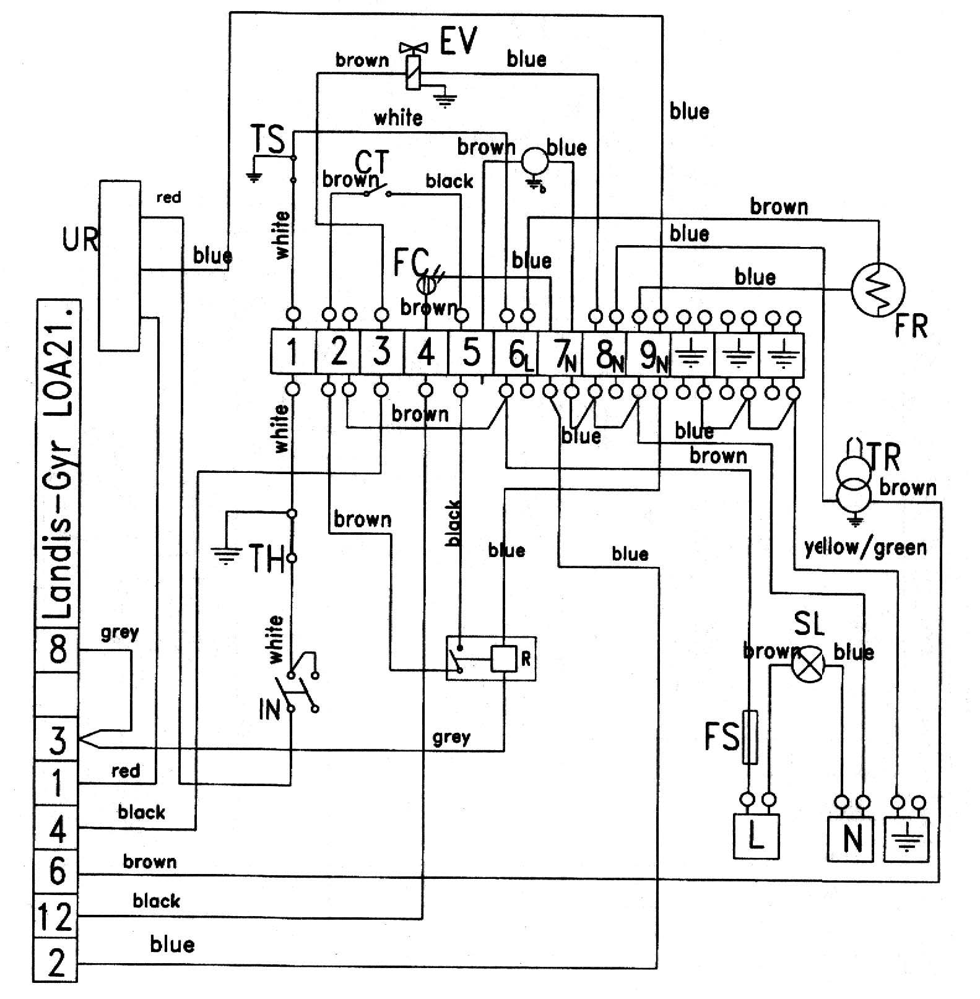 EV
brown
blue
blue
white
TS
brown
blue
CT
brown
black
red
brown
UR
blue
blue
white
blue
FC
blue
brown
FR
Landis-Gyr LOA21.
1
2
3
4
5
6L
7N
8N
9N
white
brown
blue
blue
brown
TR
brown
brown
black
blue
blue
yellow/green
TH
white
grey
8
SL
brown
blue
R
IN
FS
grey
3
red
1
black
4
L
N
brown
6
black
12
blue
2